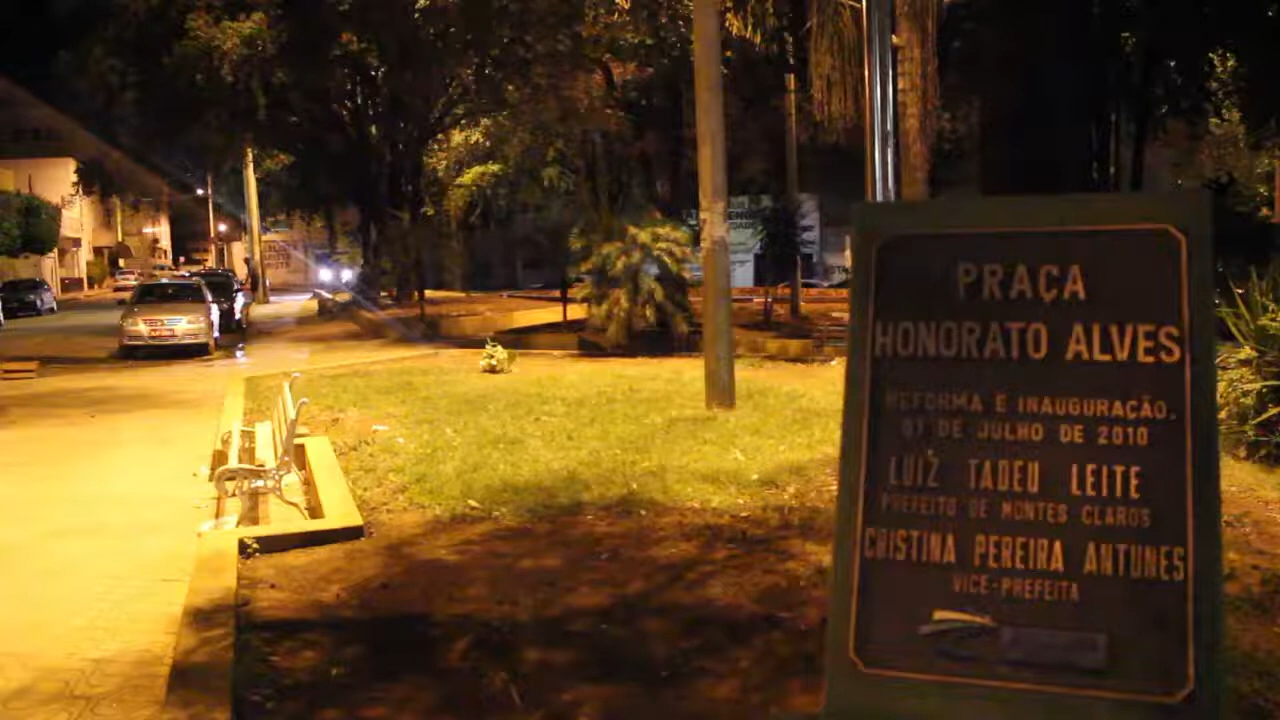 PRAÇA
HONORATO ALVES
REFORMA E INAUGURAÇÃO.
01 DE JULHO DE 2010
LUIZ TADEU LEITE
PREFEITO DE MONTES CLAROS
CRISTINA PEREIRA ANTUNES
VICE-PREFEITA